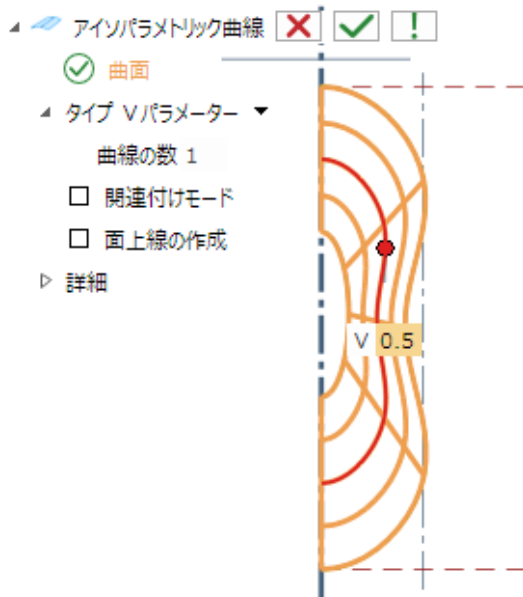 アイソパラメトリック曲線
曲面
タイプ Vパラメーター
曲線の数 1
関連付けモード
面上線の作成
詳細
V 0.5